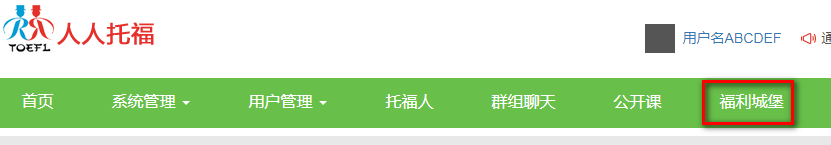 TOEFL 人人托福
用户名ABCDEF
首页 系统管理 用户管理 托福人 群组聊天 公开课 福利城堡